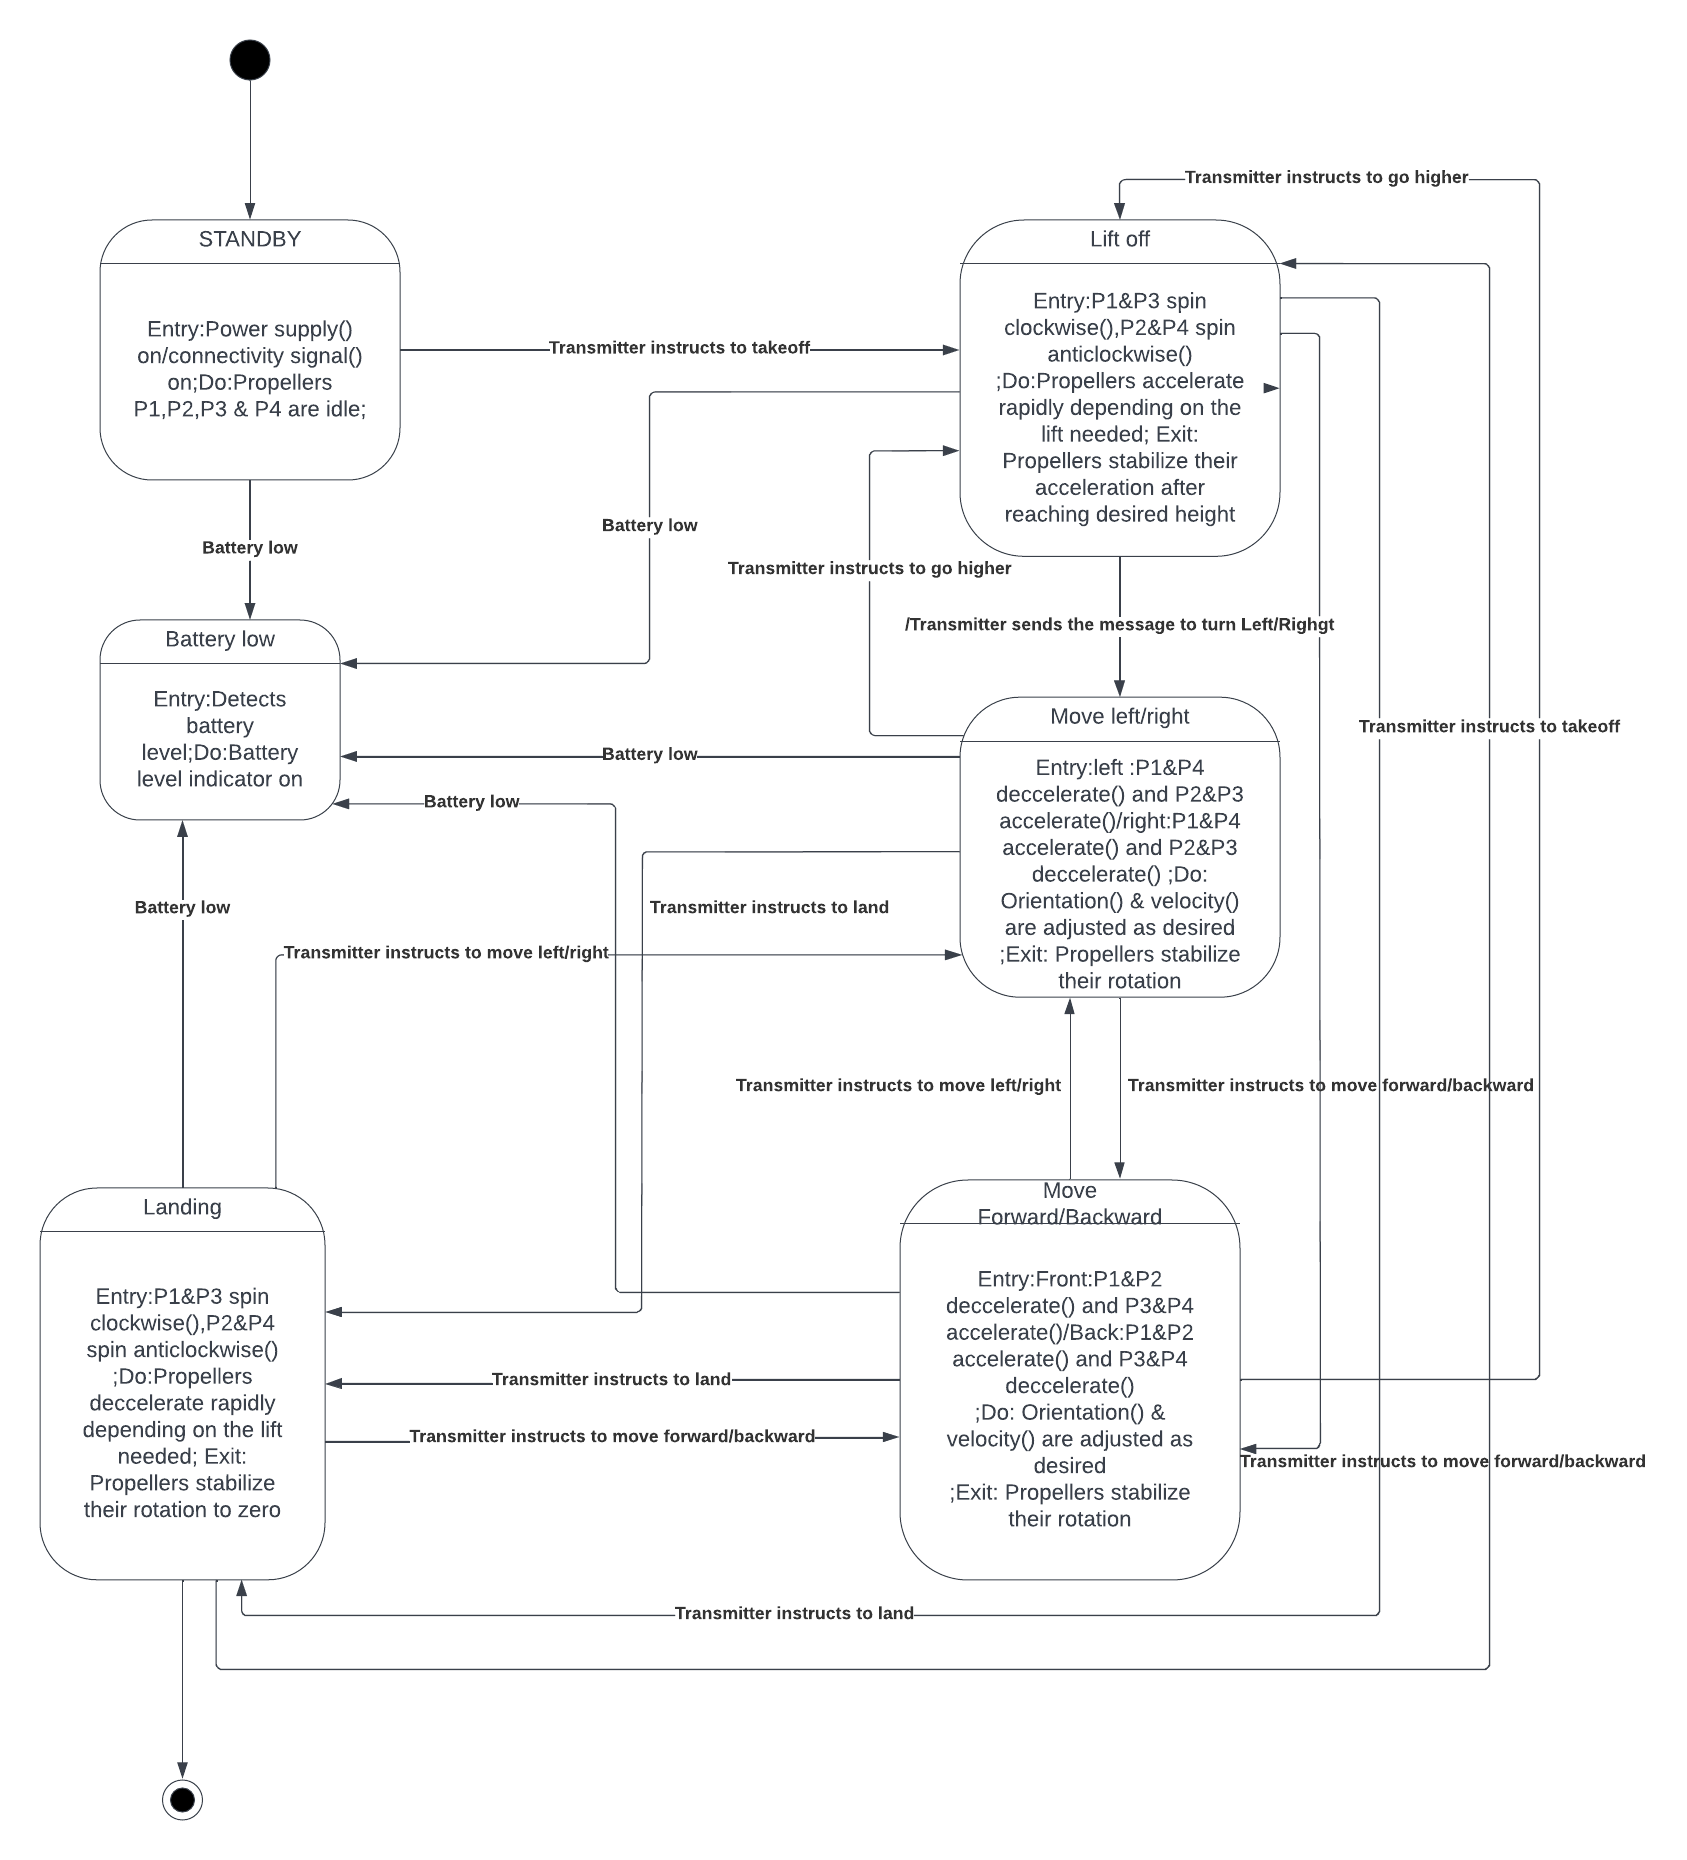 Transmitter instructs to go higher
STANDBY
Entry:Power supply()
on/connectivity signal()
on;Do:Propellers
P1,P2,P3 & P4 are idle;
Transmitter instructs to takeoff
Lift off
Entry:P1&P3 spin
clockwise(),P2&P4 spin
anticlockwise()
;Do:Propellers accelerate
rapidly depending on the
lift needed; Exit:
Propellers stabilize their
acceleration after
reaching desired height
Battery low
Battery low
Transmitter instructs to go higher
/Transmitter sends the message to turn Left/Righgt
Battery low
Entry:Detects
battery
level;Do:Battery
level indicator on
Battery low
Battery low
Transmitter instructs to takeoff
Move left/right
Entry:left :P1&P4
deccelerate() and P2&P3
accelerate()/right:P1&P4
accelerate() and P2&P3
deccelerate() ;Do:
Orientation() & velocity()
are adjusted as desired
;Exit: Propellers stabilize
their rotation
Battery low
Transmitter instructs to land
Transmitter instructs to move left/right
Transmitter instructs to move left/right
Transmitter instructs to move forward/backward
Landing
Entry:P1&P3 spin
clockwise(),P2&P4
spin anticlockwise()
;Do:Propellers
deccelerate rapidly
depending on the lift
needed; Exit:
Propellers stabilize
their rotation to zero
Transmitter instructs to land
Transmitter instructs to move forward/backward
Move
Forward/Backward
Entry:Front:P1&P2
deccelerate() and P3&P4
accelerate()/Back:P1&P2
accelerate() and P3&P4
deccelerate()
;Do: Orientation() &
velocity() are adjusted as
desired
;Exit: Propellers stabilize
their rotation
Transmitter instructs to move forward/backward
Transmitter instructs to land